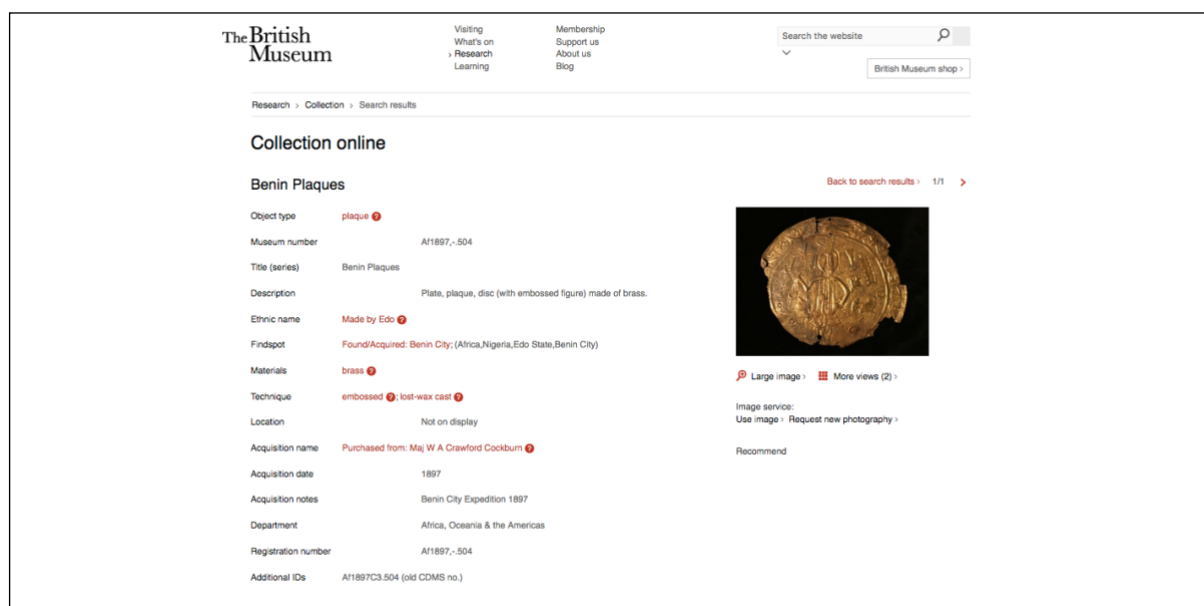 The British
Museum
Visiting
What's on
› Research
Learning
Membership
Support us
About us
Blog
Search the website
British Museum shop ›
Research › Collection › Search results
Collection online
Benin Plaques
Back to search results › 1/1 ›
Object type plaque ?
Museum number Af1897,-.504
Title (series) Benin Plaques
Description Plate, plaque, disc (with embossed figure) made of brass.
Ethnic name Made by Edo ?
Findspot Found/Acquired: Benin City; (Africa,Nigeria,Edo State,Benin City)
Materials brass ?
Technique embossed ?; lost-wax cast ?
Location Not on display
Acquisition name Purchased from: Maj W A Crawford Cockburn ?
Acquisition date 1897
Acquisition notes Benin City Expedition 1897
Department Africa, Oceania & the Americas
Registration number Af1897,-.504
Additional IDs Af1897C3.504 (old CDMS no.)
Large image › More views (2) ›
Image service:
Use image › Request new photography ›
Recommend